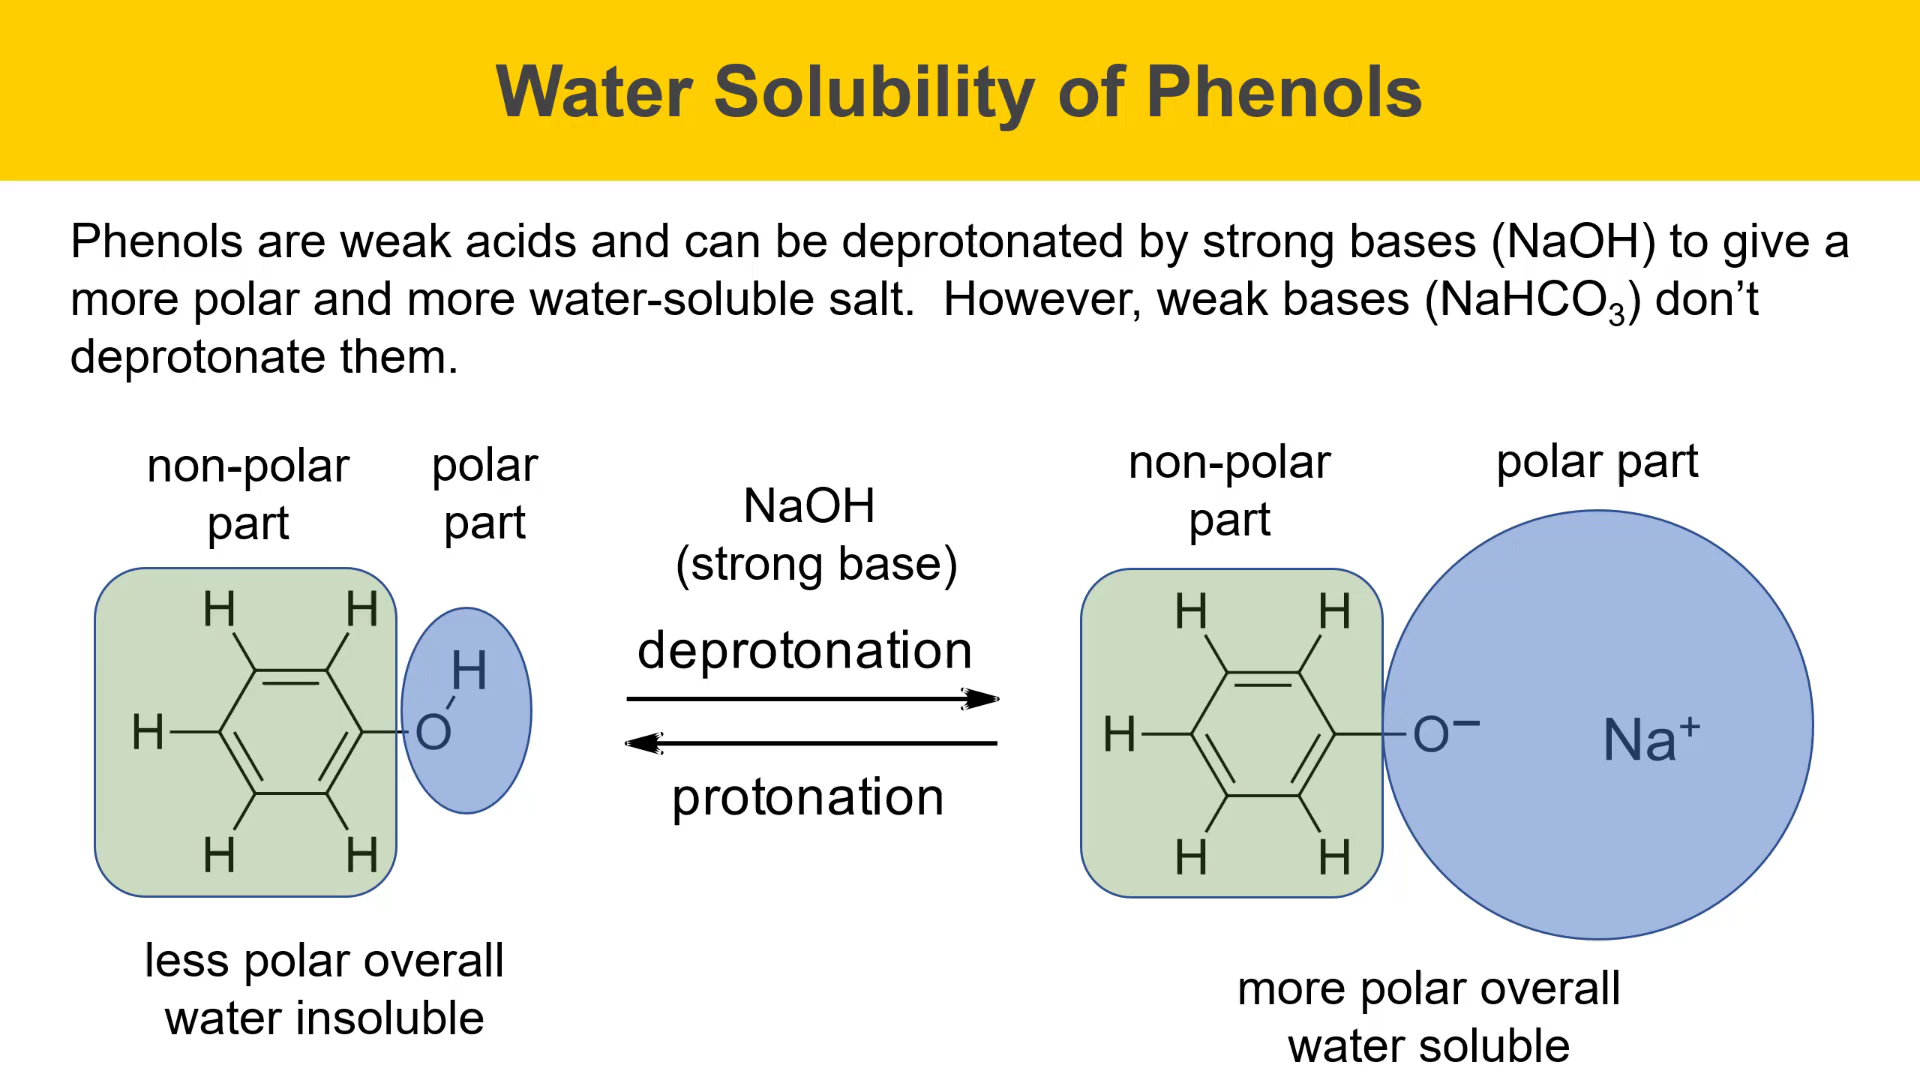 Water Solubility of Phenols
Phenols are weak acids and can be deprotonated by strong bases (NaOH) to give a
more polar and more water-soluble salt.  However, weak bases (NaHCO₃) don’t
deprotonate them.
non-polar
part
polar
part
NaOH
(strong base)
deprotonation
protonation
non-polar
part
polar part
H H
H
H O
H H
H H
H O⁻ Na⁺
H H
less polar overall
water insoluble
more polar overall
water soluble